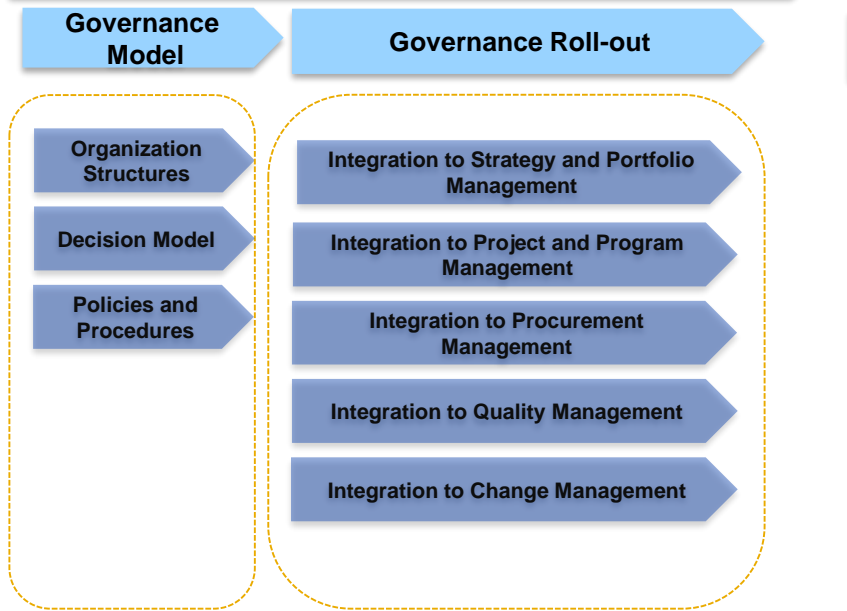 Governance
Model
Governance Roll-out
Organization
Structures
Decision Model
Policies and
Procedures
Integration to Strategy and Portfolio
Management
Integration to Project and Program
Management
Integration to Procurement
Management
Integration to Quality Management
Integration to Change Management